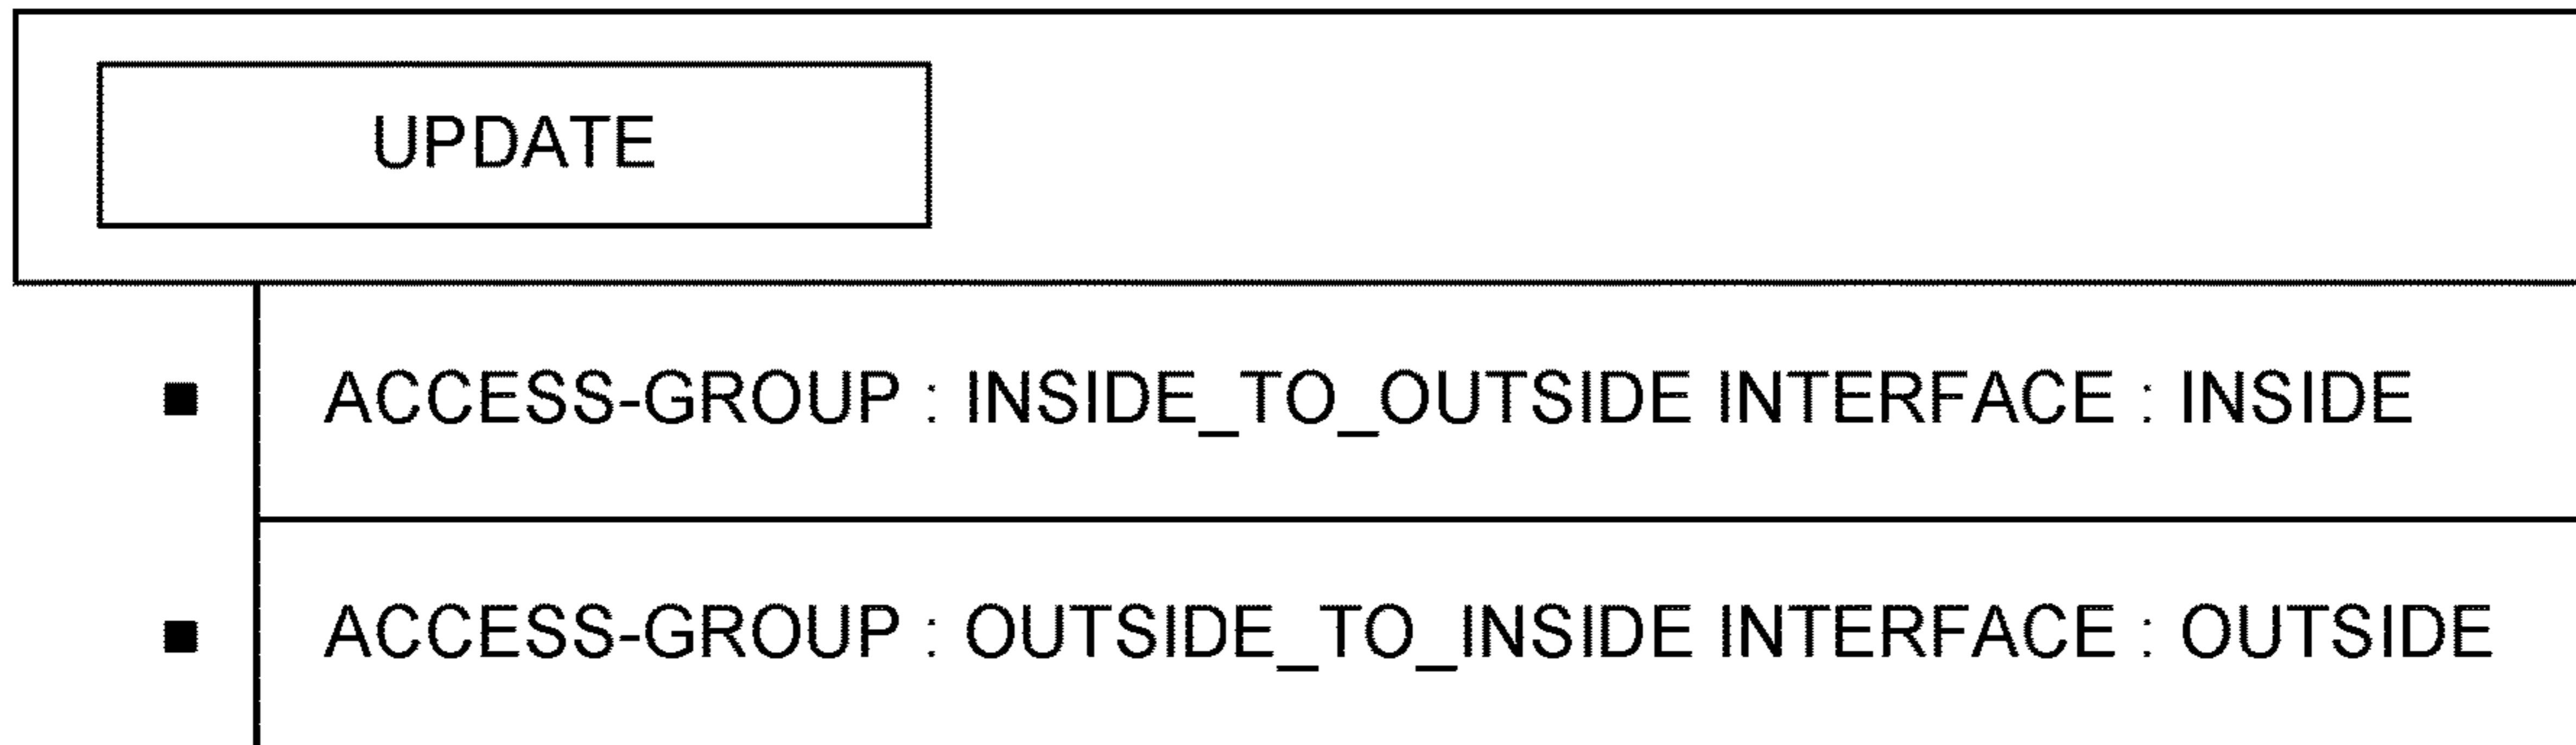 UPDATE
ACCESS-GROUP : INSIDE_TO_OUTSIDE INTERFACE : INSIDE
ACCESS-GROUP : OUTSIDE_TO_INSIDE INTERFACE : OUTSIDE